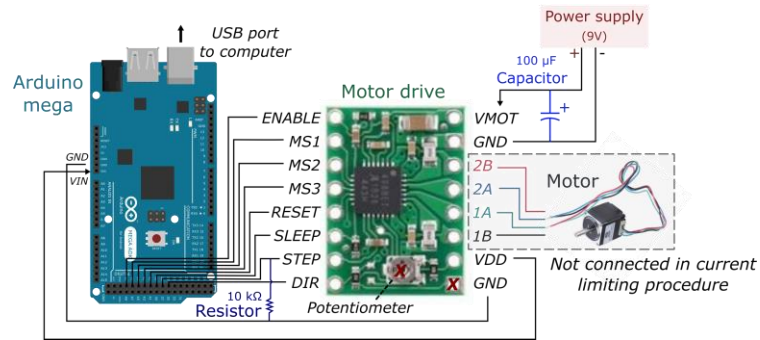 USB port
to computer
Power supply
(9V)
+
-
100 µF
Capacitor
+
Arduino
mega
Motor drive
ENABLE
MS1
MS2
MS3
RESET
SLEEP
STEP
DIR
VMOT
GND
2B
2A
1A
1B
VDD
GND
Motor
GND
VIN
MEGA ADK
10 kΩ
Resistor
Potentiometer
X
X
Not connected in current
limiting procedure